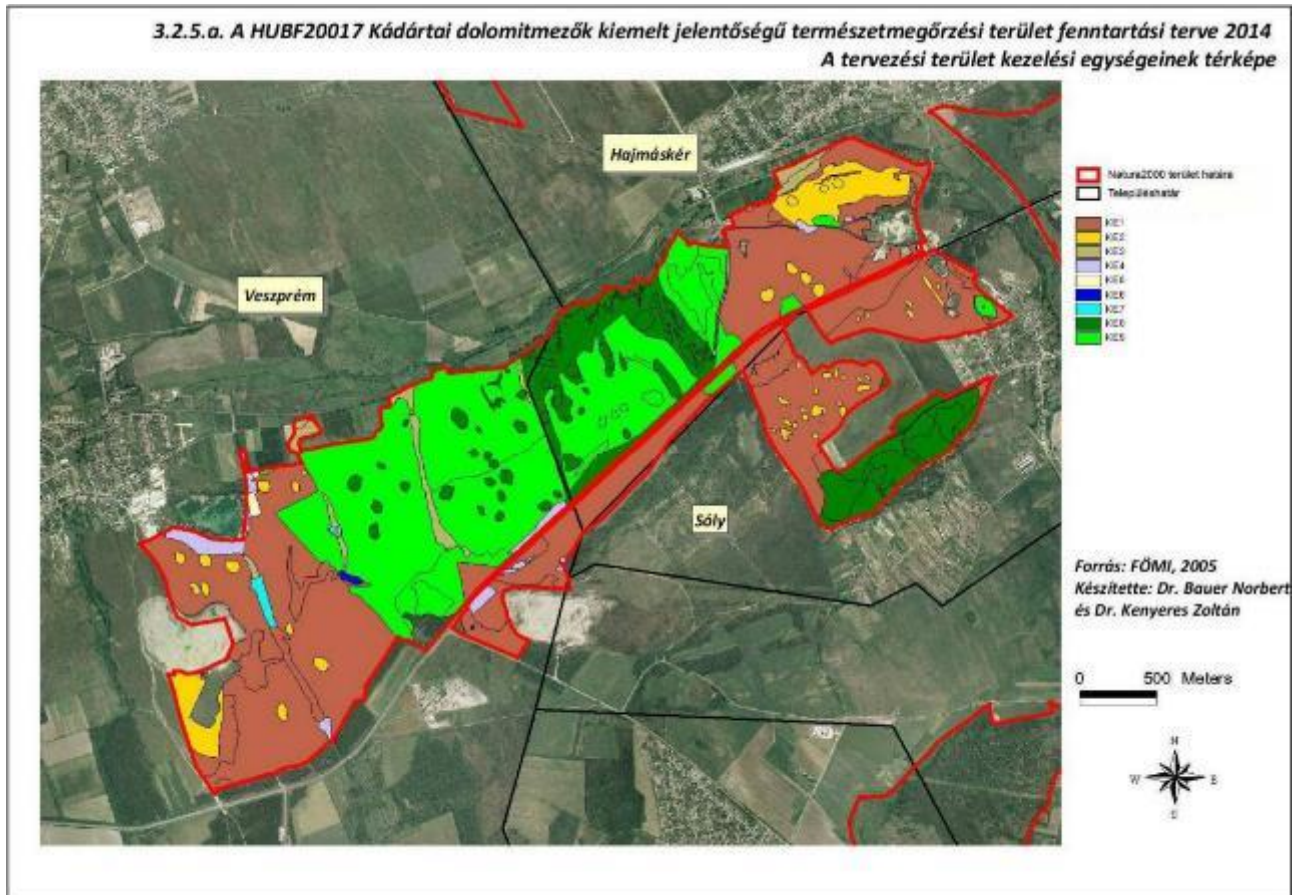 3.2.5.a. A HUBF20017 Kádártai dolomitmezők kiemelt jelentőségű természetmegőrzési terület fenntartási terve 2014
A tervezési terület kezelési egységeinek térképe
Hajmáskér
Veszprém
Sóly
Natura2000 terület határa
Településhatár
KE1
KE2
KE3
KE4
KE5
KE6
KE7
KE8
KE9
Forrás: FÖMI, 2005
Készítette: Dr. Bauer Norbert
és Dr. Kenyeres Zoltán
0 500 Meters
N
W E
S